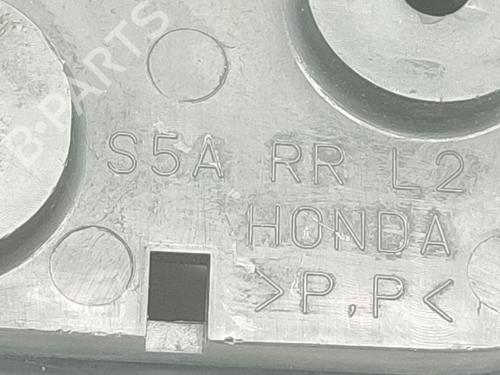 B-PARTS
S5A RR L2
HONDA
>P,P<